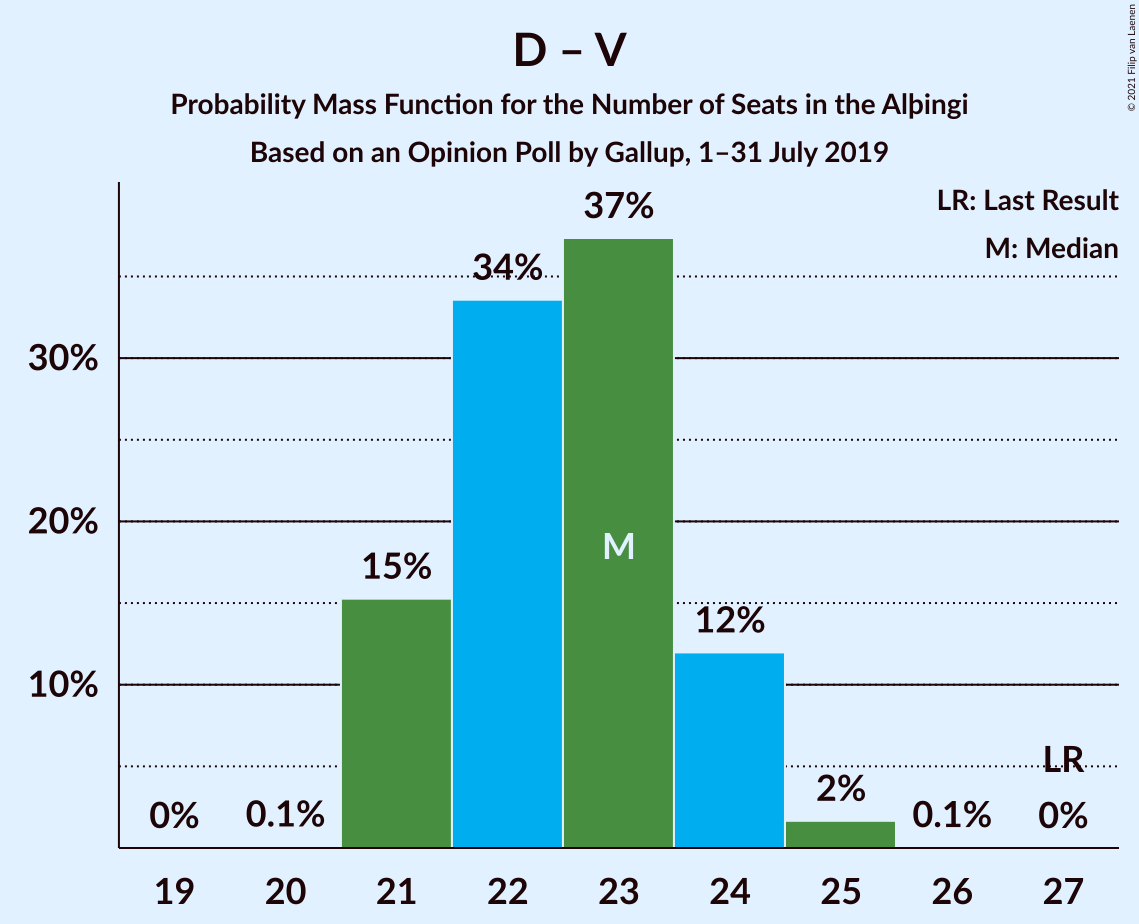 D – V
Probability Mass Function for the Number of Seats in the Alþingi
Based on an Opinion Poll by Gallup, 1–31 July 2019
© 2021 Filip van Laenen
LR: Last Result
M: Median
37%
34%
30%
20%
M
15%
12%
10%
LR
2%
0%
0.1%
0.1%
0%
19
20
21
22
23
24
25
26
27